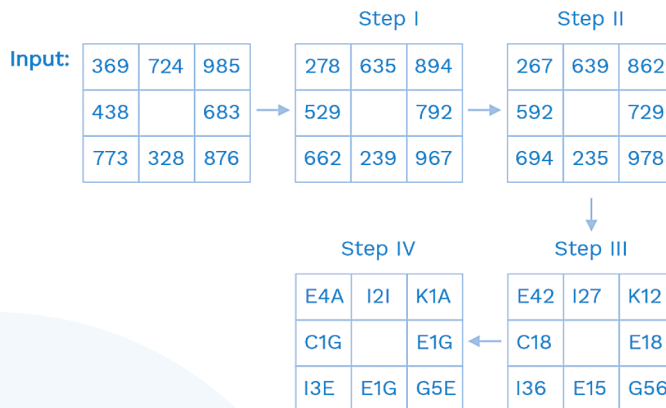 Step I Step II
Input: 369 724 985 278 635 894 267 639 862
438 683 529 792 592 729
773 328 876 662 239 967 694 235 978
Step IV Step III
E4A I2I K1A E42 I27 K12
C1G E1G C18 E18
I3E E1G G5E I36 E15 G56